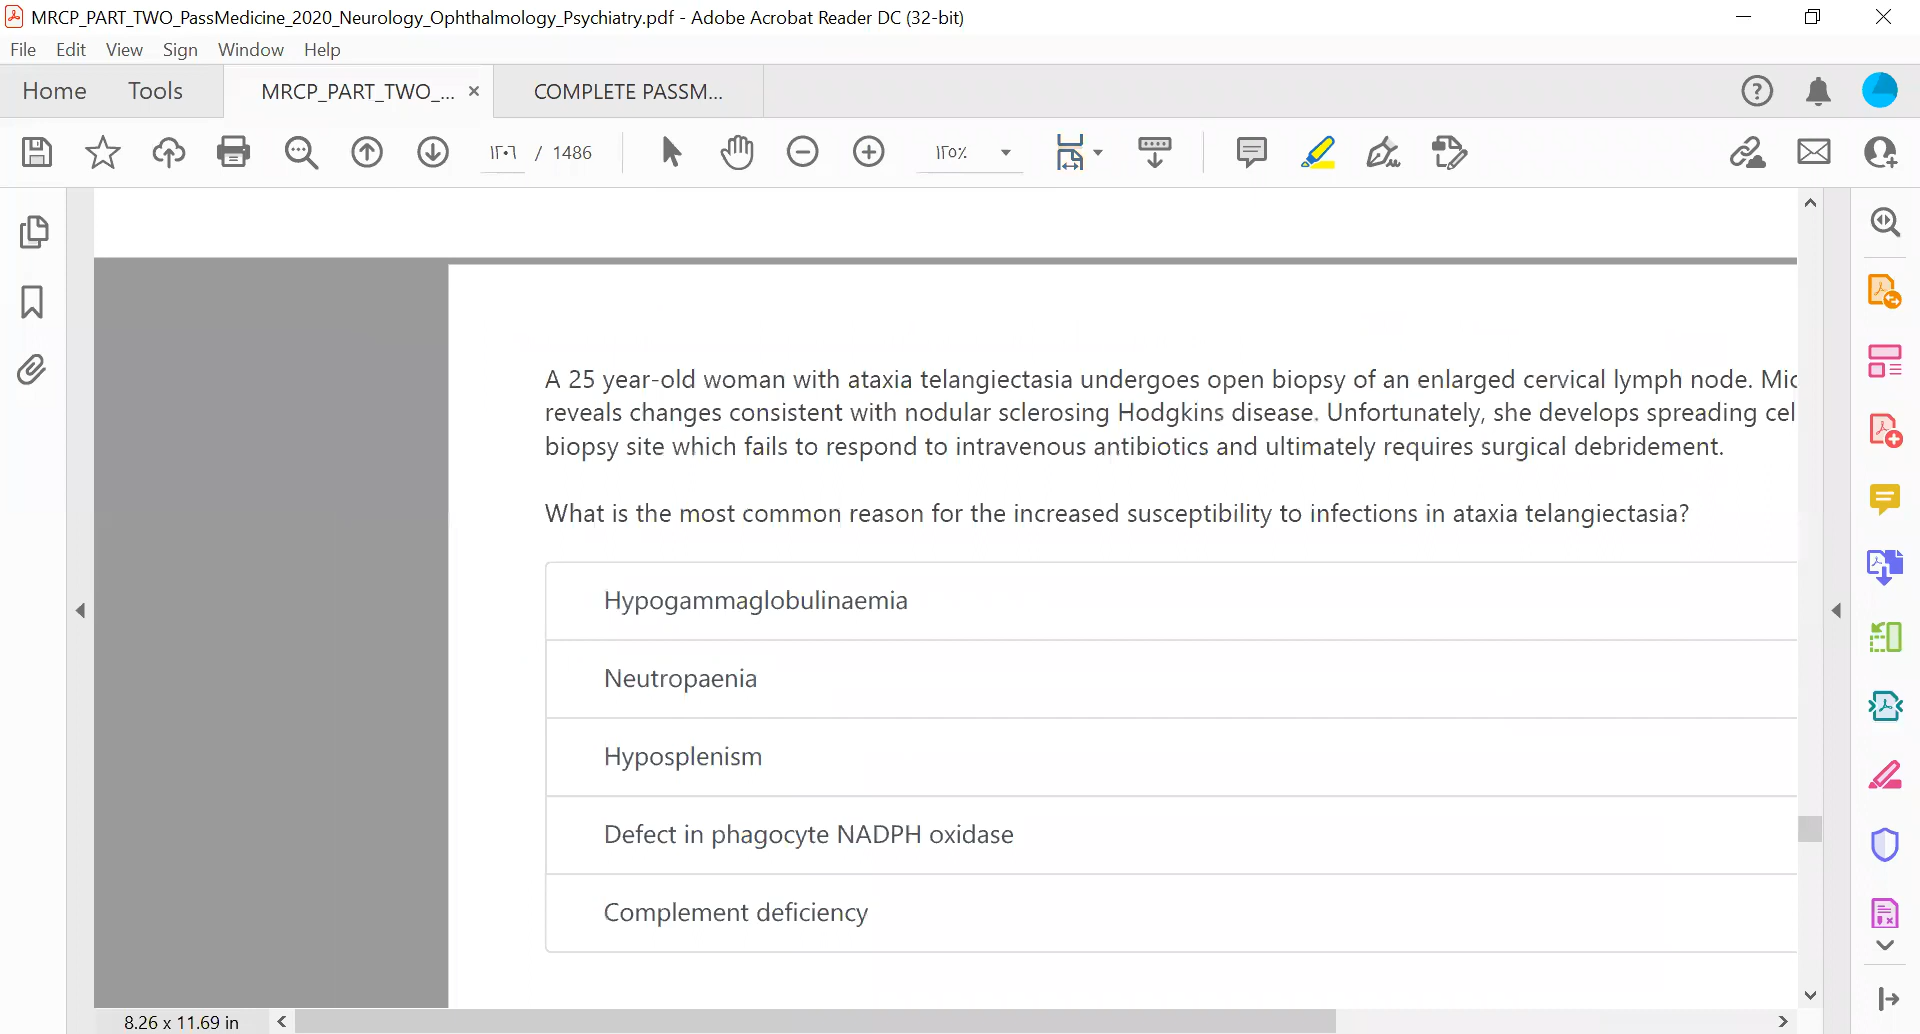 MRCP_PART_TWO_PassMedicine_2020_Neurology_Ophthalmology_Psychiatry.pdf - Adobe Acrobat Reader DC (32-bit)
File Edit View Sign Window Help
Home Tools MRCP_PART_TWO_... × COMPLETE PASSM...
١٢٠٦ / 1486 ١٢٥٪
A 25 year-old woman with ataxia telangiectasia undergoes open biopsy of an enlarged cervical lymph node. Mic
reveals changes consistent with nodular sclerosing Hodgkins disease. Unfortunately, she develops spreading cel
biopsy site which fails to respond to intravenous antibiotics and ultimately requires surgical debridement.
What is the most common reason for the increased susceptibility to infections in ataxia telangiectasia?
Hypogammaglobulinaemia
Neutropaenia
Hyposplenism
Defect in phagocyte NADPH oxidase
Complement deficiency
8.26 x 11.69 in